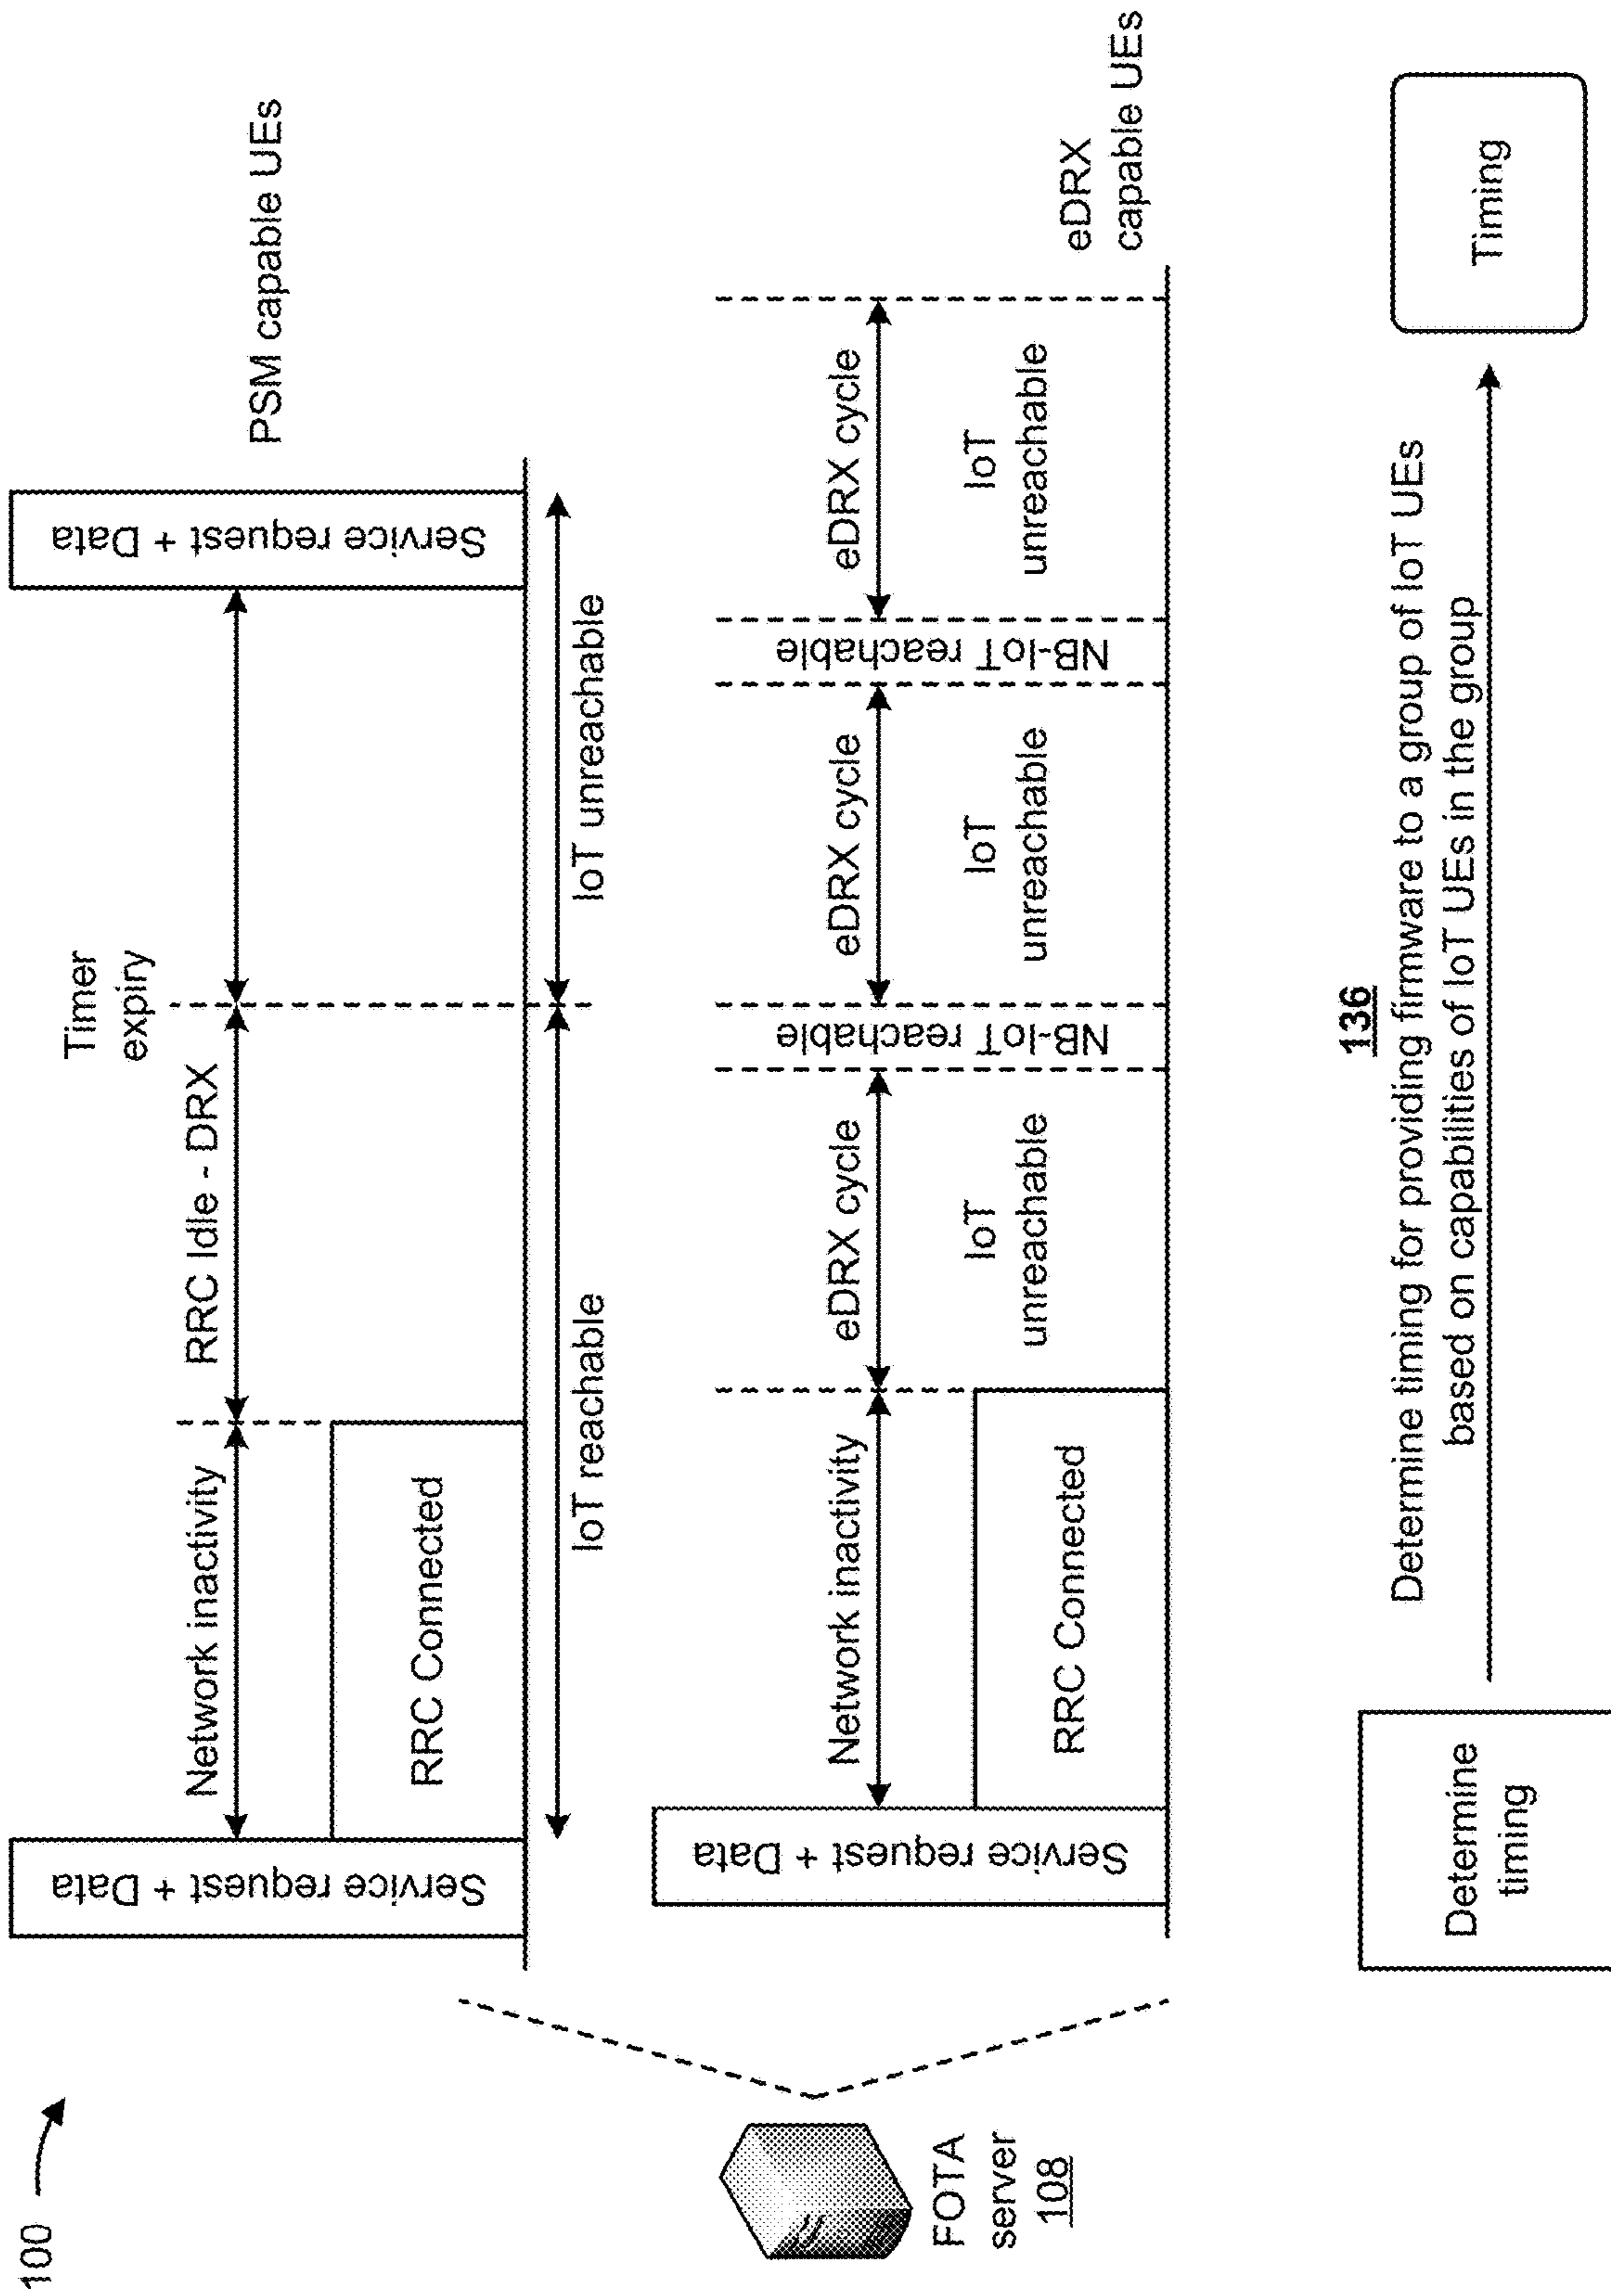 100
Service request + Data
Network inactivity
RRC Connected
RRC Idle - DRX
Timer
expiry
Service request + Data
PSM capable UEs
IoT reachable
IoT unreachable
FOTA
server
108
Service request + Data
Network inactivity
RRC Connected
eDRX cycle
IoT
unreachable
NB-IoT reachable
eDRX cycle
IoT
unreachable
NB-IoT reachable
eDRX cycle
IoT
unreachable
eDRX
capable UEs
136
Determine timing for providing firmware to a group of IoT UEs
based on capabilities of IoT UEs in the group
Determine
timing
Timing